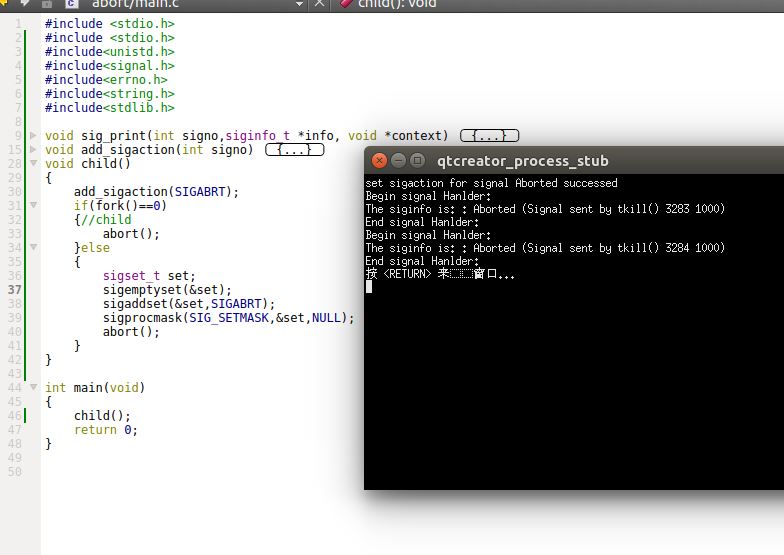 abort/main.c
child(): void
1 #include <stdio.h>
2 #include <stdio.h>
3 #include<unistd.h>
4 #include<signal.h>
5 #include<errno.h>
6 #include<string.h>
7 #include<stdlib.h>
8
9 void sig_print(int signo,siginfo_t *info, void *context) {...}
15 void add_sigaction(int signo) {...}
28 void child()
29 {
30 add_sigaction(SIGABRT);
31 if(fork()==0)
32 {//child
33 abort();
34 }else
35 {
36 sigset_t set;
37 sigemptyset(&set);
38 sigaddset(&set,SIGABRT);
39 sigprocmask(SIG_SETMASK,&set,NULL);
40 abort();
41 }
42 }
43
44 int main(void)
45 {
46 child();
47 return 0;
48 }
49
50
qtcreator_process_stub
set sigaction for signal Aborted successed
Begin signal Hanlder:
The siginfo is: : Aborted (Signal sent by tkill() 3283 1000)
End signal Hanlder:
Begin signal Hanlder:
The siginfo is: : Aborted (Signal sent by tkill() 3284 1000)
End signal Hanlder:
按 <RETURN> 来窗口...